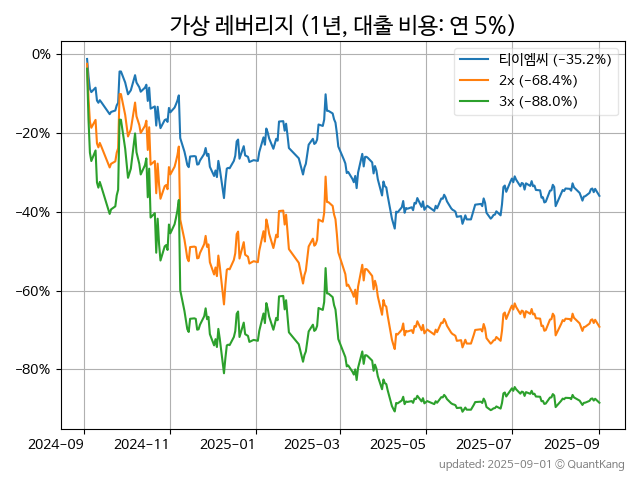 가상 레버리지 (1년, 대출 비용: 연 5%)
티이엠씨 (-35.2%)
2x (-68.4%)
3x (-88.0%)
0%
-20%
-40%
-60%
-80%
2024-09
2024-11
2025-01
2025-03
2025-05
2025-07
2025-09
updated: 2025-09-01 © QuantKang